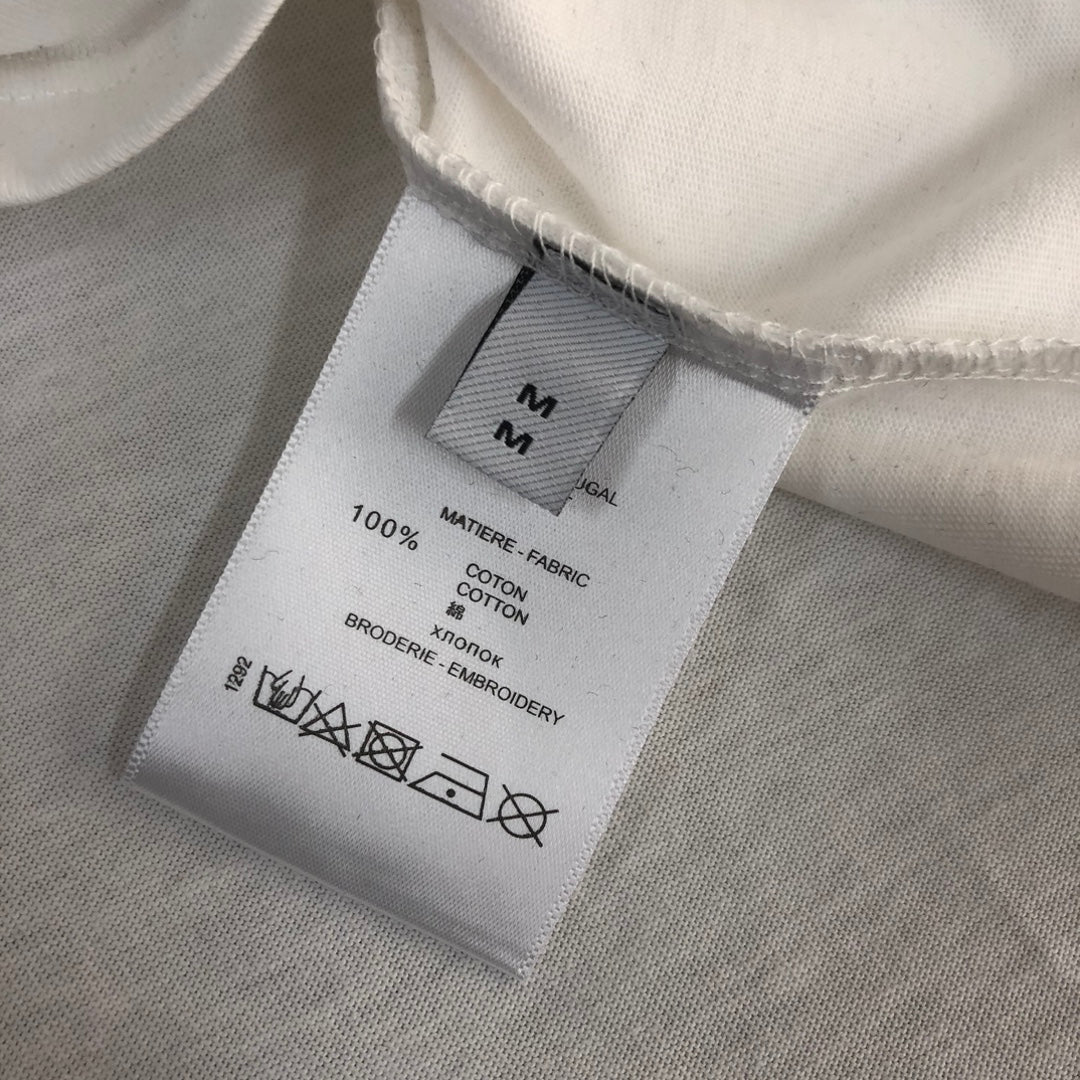 M
M
UGAL
MATIERE - FABRIC
100%
COTON
COTTON
綿
хлопок
BRODERIE - EMBROIDERY
1292